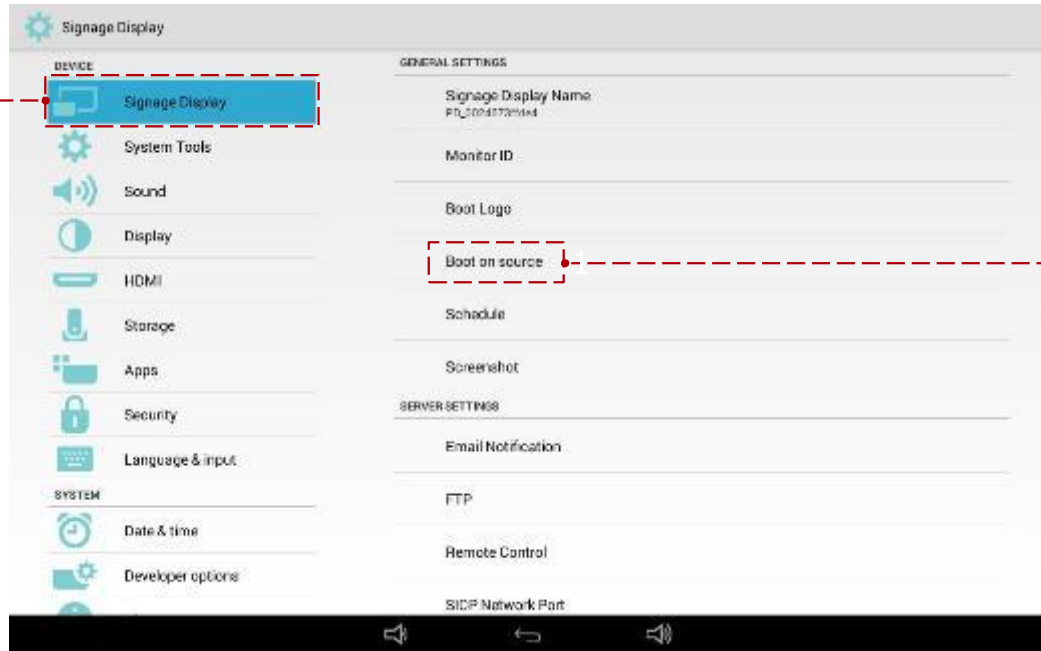 Signage Display
DEVICE
Signage Display
System Tools
Sound
Display
HDMI
Storage
Apps
Security
Language & input
SYSTEM
Date & time
Developer options
GENERAL SETTINGS
Signage Display Name
Monitor ID
Boot Logo
Boot on source
1
Schedule
Screenshot
SERVER SETTINGS
Email Notification
FTP
Remote Control
SICP Network Port